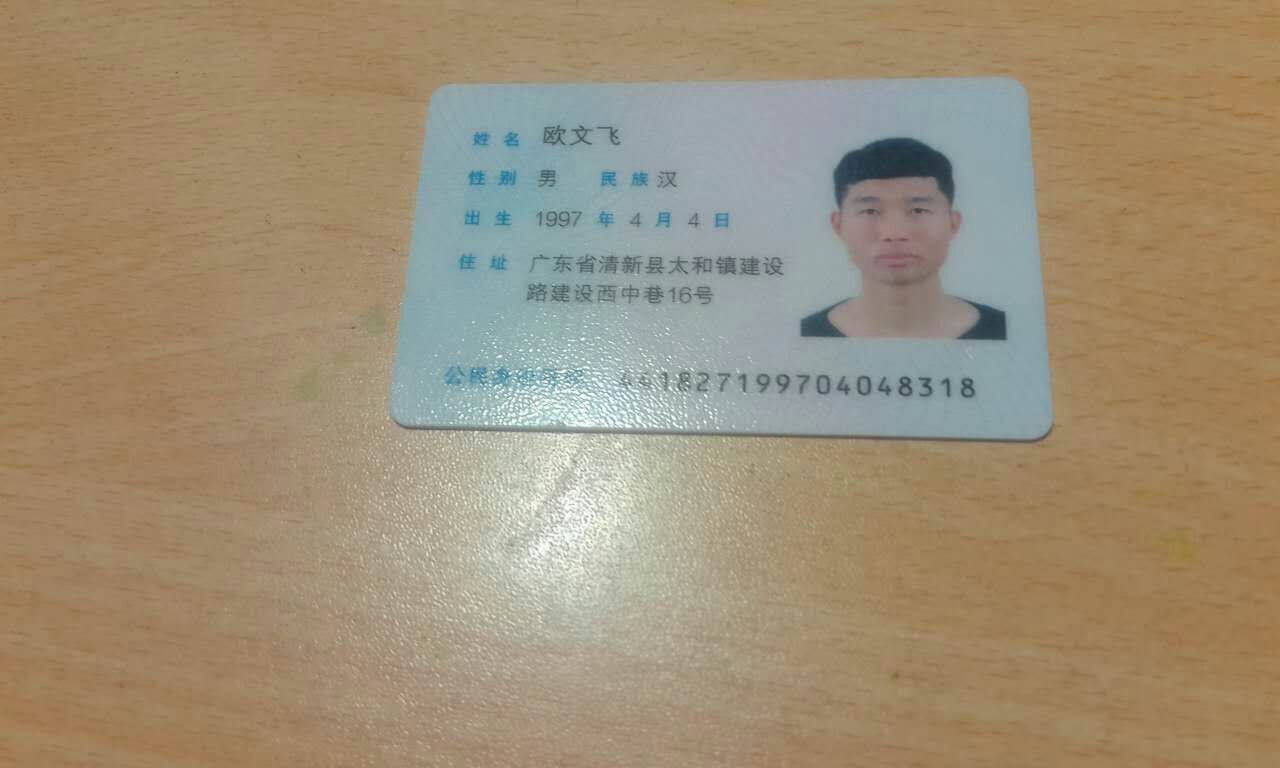 姓名 欧文飞
性别 男 民族 汉
出生 1997 年 4 月 4 日
住址 广东省清新县太和镇建设
路建设西中巷16号
公民身份号码 441827199704048318